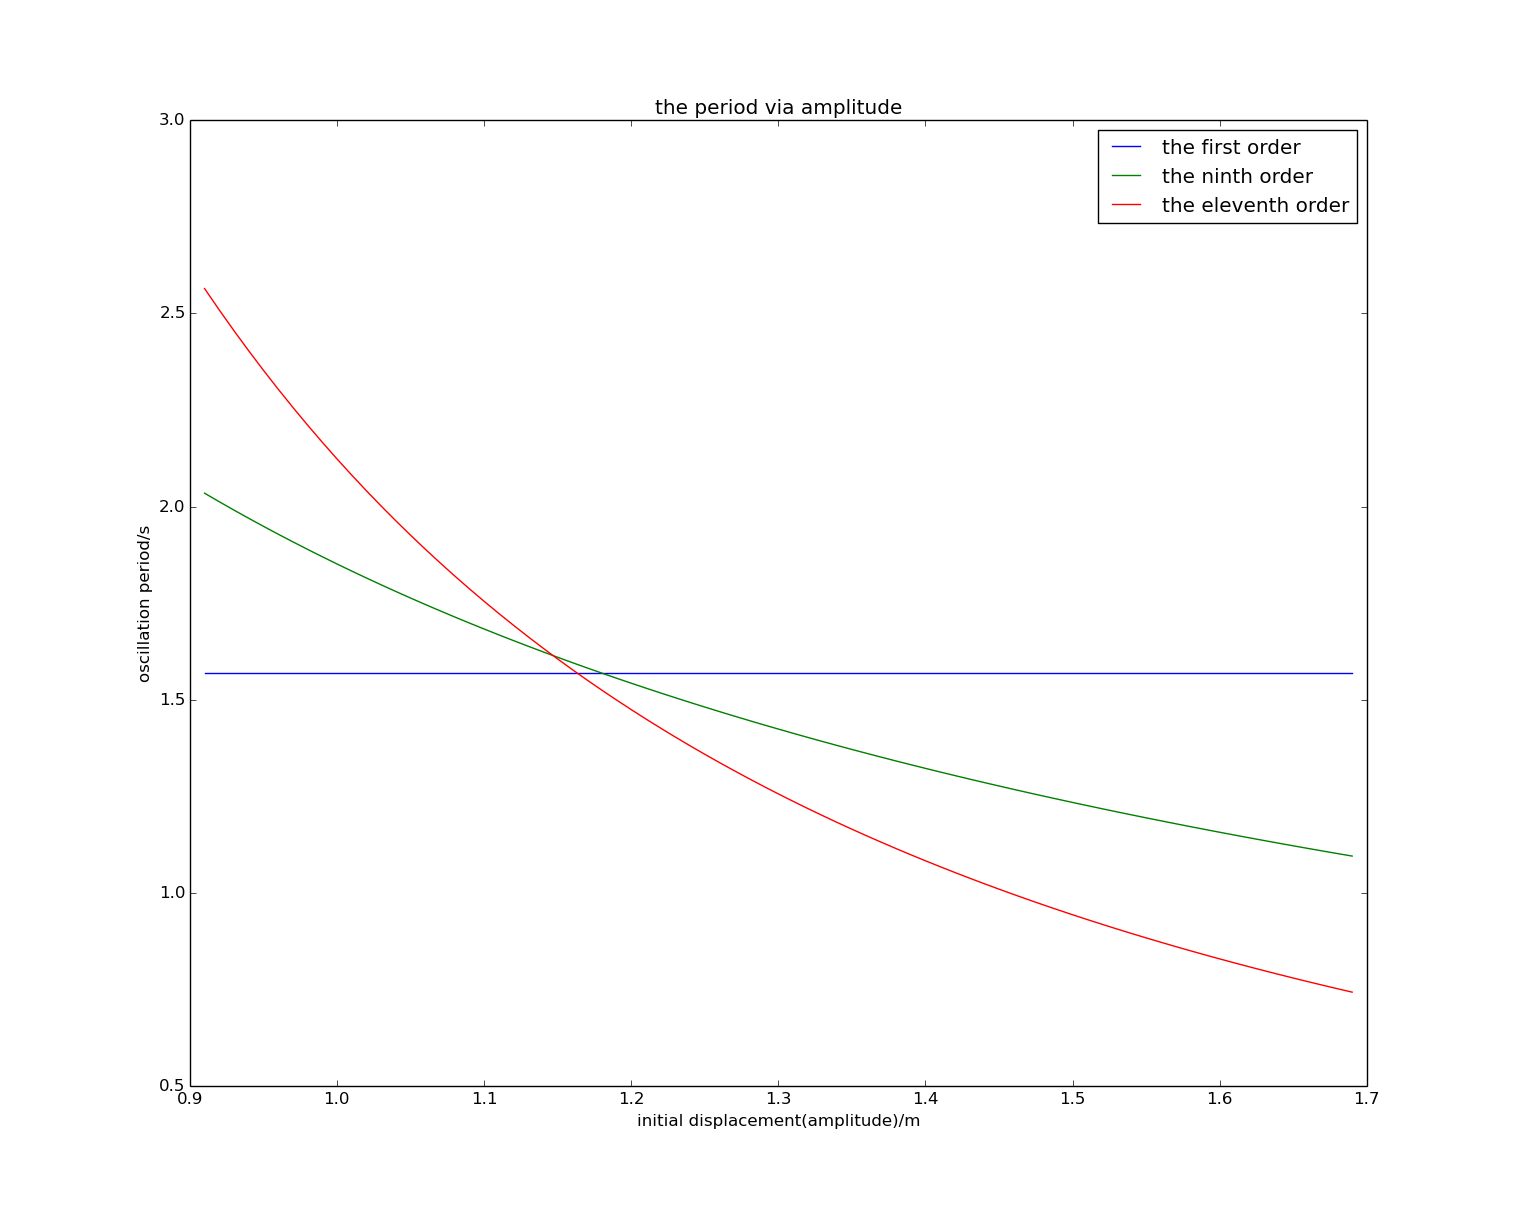 the period via amplitude
3.0
2.5
2.0
1.5
1.0
0.5
oscillation period/s
the first order
the ninth order
the eleventh order
0.9 1.0 1.1 1.2 1.3 1.4 1.5 1.6 1.7
initial displacement(amplitude)/m